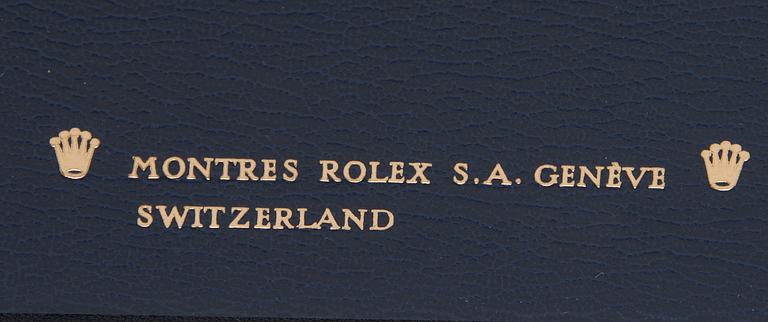 MONTRES ROLEX S.A. GENÈVE
SWITZERLAND